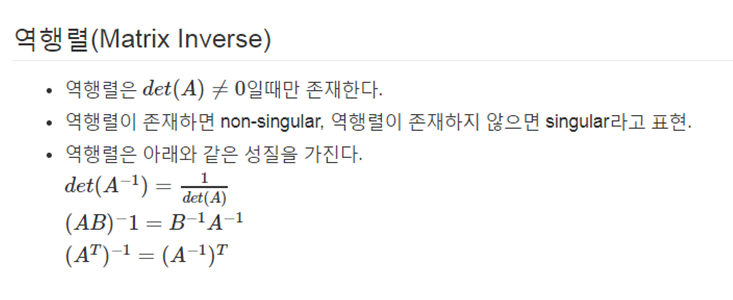 역행렬(Matrix Inverse)
• 역행렬은 det(A) ≠ 0일때만 존재한다.
• 역행렬이 존재하면 non-singular, 역행렬이 존재하지 않으면 singular라고 표현.
• 역행렬은 아래와 같은 성질을 가진다.
det(A⁻¹) = 1/det(A)
(AB)⁻1 = B⁻¹A⁻¹
(Aᵀ)⁻¹ = (A⁻¹)ᵀ